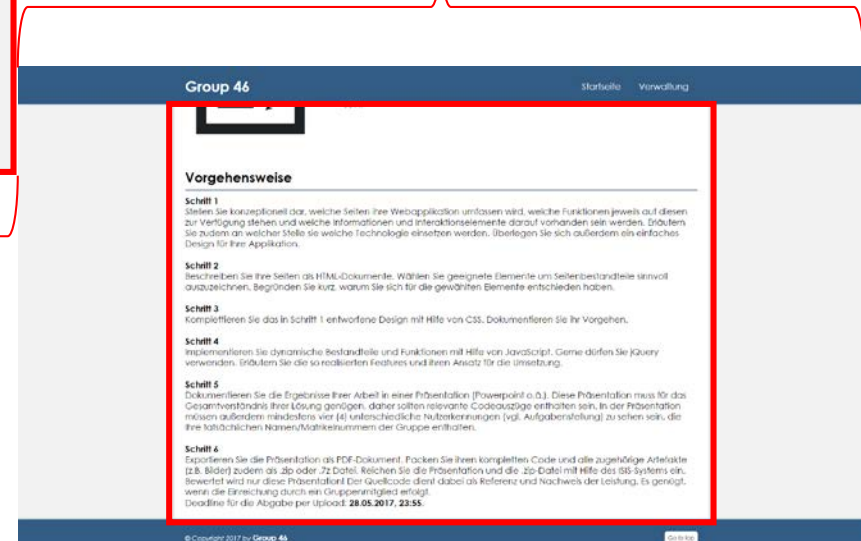 Group 46
Startseite Verwaltung
Vorgehensweise
Schritt 1
Stellen Sie konzeptionell dar, welche Seiten ihre Webapplikation umfassen wird, welche Funktionen jeweils auf diesen
zur Verfügung stehen und welche Informationen und Interaktionselemente darauf vorhanden sein werden. Erläutern
Sie zudem an welcher Stelle sie welche Technologie einsetzen werden. Überlegen Sie sich außerdem ein einfaches
Design für Ihre Applikation.
Schritt 2
Beschreiben Sie Ihre Seiten als HTML-Dokumente. Wählen Sie geeignete Elemente um Seitenbestandteile sinnvoll
auszuzeichnen. Begründen Sie kurz, warum Sie sich für die gewählten Elemente entschieden haben.
Schritt 3
Komplettieren Sie das in Schritt 1 entworfene Design mit Hilfe von CSS. Dokumentieren Sie ihr Vorgehen.
Schritt 4
Implementieren Sie dynamische Bestandteile und Funktionen mit Hilfe von JavaScript. Gerne dürfen Sie jQuery
verwenden. Erläutern Sie die so realisierten Features und ihren Ansatz für die Umsetzung.
Schritt 5
Dokumentieren Sie die Ergebnisse Ihrer Arbeit in einer Präsentation (Powerpoint o.ä.). Diese Präsentation muss für das
Gesamtverständnis Ihrer Lösung genügen, daher sollten relevante Codeauszüge enthalten sein. In der Präsentation
müssen außerdem mindestens vier (4) unterschiedliche Nutzerkennungen (vgl. Aufgabenstellung) zu sehen sein, die
Ihre tatsächlichen Namen/Matrikelnummern der Gruppe enthalten.
Schritt 6
Exportieren Sie die Präsentation als PDF-Dokument. Packen Sie ihren kompletten Code und alle zugehörige Artefakte
(z.B. Bilder) zudem als .zip oder .7z Datei. Reichen Sie die Präsentation und die .zip-Datei mit Hilfe des ISIS-Systems ein.
Bewertet wird nur diese Präsentation! Der Quellcode dient dabei als Referenz und Nachweis der Leistung. Es genügt,
wenn die Einreichung durch ein Gruppenmitglied erfolgt.
Deadline für die Abgabe per Upload: 28.05.2017, 23:55.
© Copyright 2017 by Group 46
Go to top